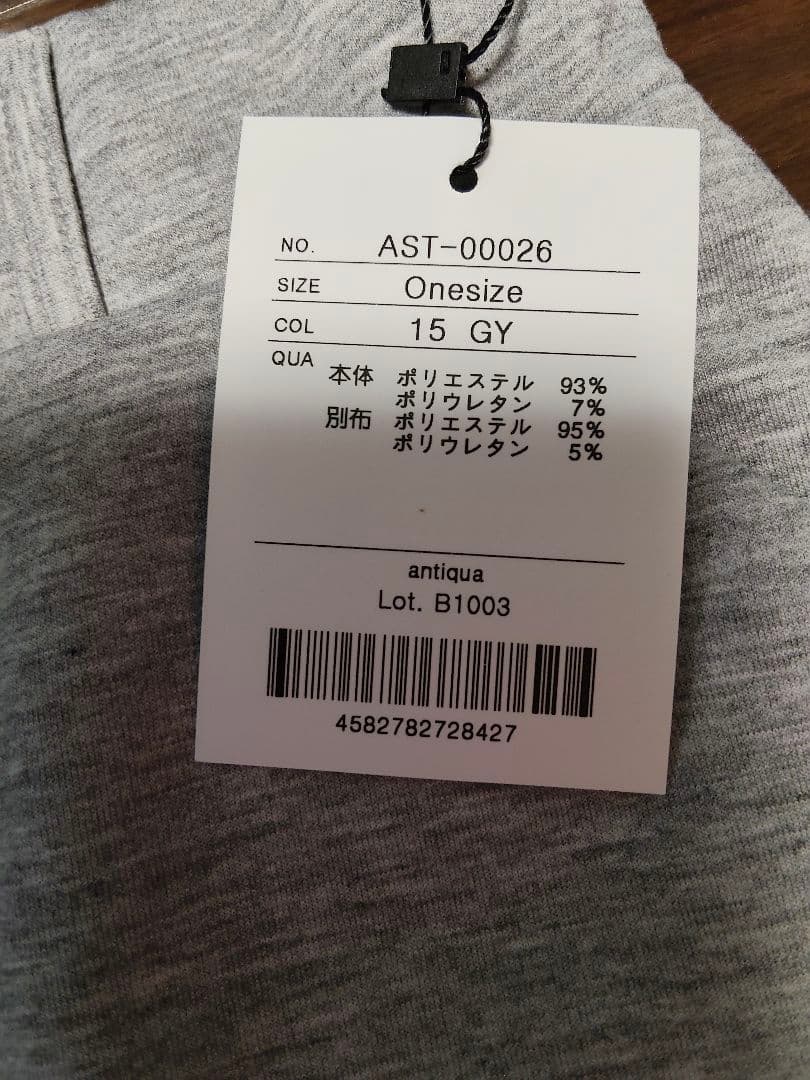 NO. AST-00026
SIZE Onesize
COL 15 GY
QUA 本体 ポリエステル 93%
ポリウレタン 7%
別布 ポリエステル 95%
ポリウレタン 5%
antiqua
Lot. B1003
4582782728427